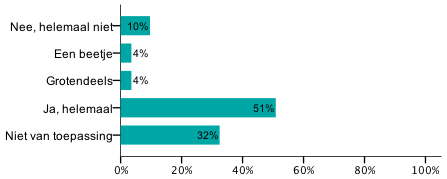 Nee, helemaal niet 10%
Een beetje 4%
Grotendeels 4%
Ja, helemaal 51%
Niet van toepassing 32%
0% 20% 40% 60% 80% 100%